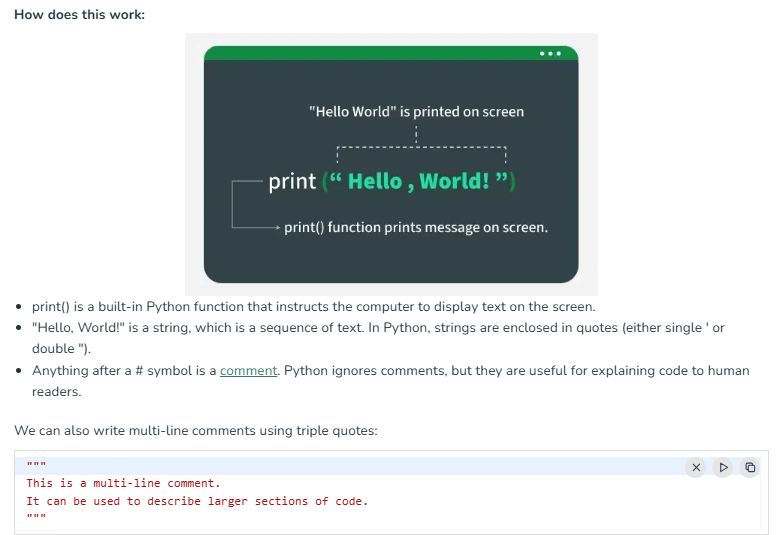 How does this work:
"Hello World" is printed on screen
print (“ Hello , World! ”)
print() function prints message on screen.
print() is a built-in Python function that instructs the computer to display text on the screen.
"Hello, World!" is a string, which is a sequence of text. In Python, strings are enclosed in quotes (either single ' or
double ").
Anything after a # symbol is a comment. Python ignores comments, but they are useful for explaining code to human
readers.
We can also write multi-line comments using triple quotes:
"""
This is a multi-line comment.
It can be used to describe larger sections of code.
"""